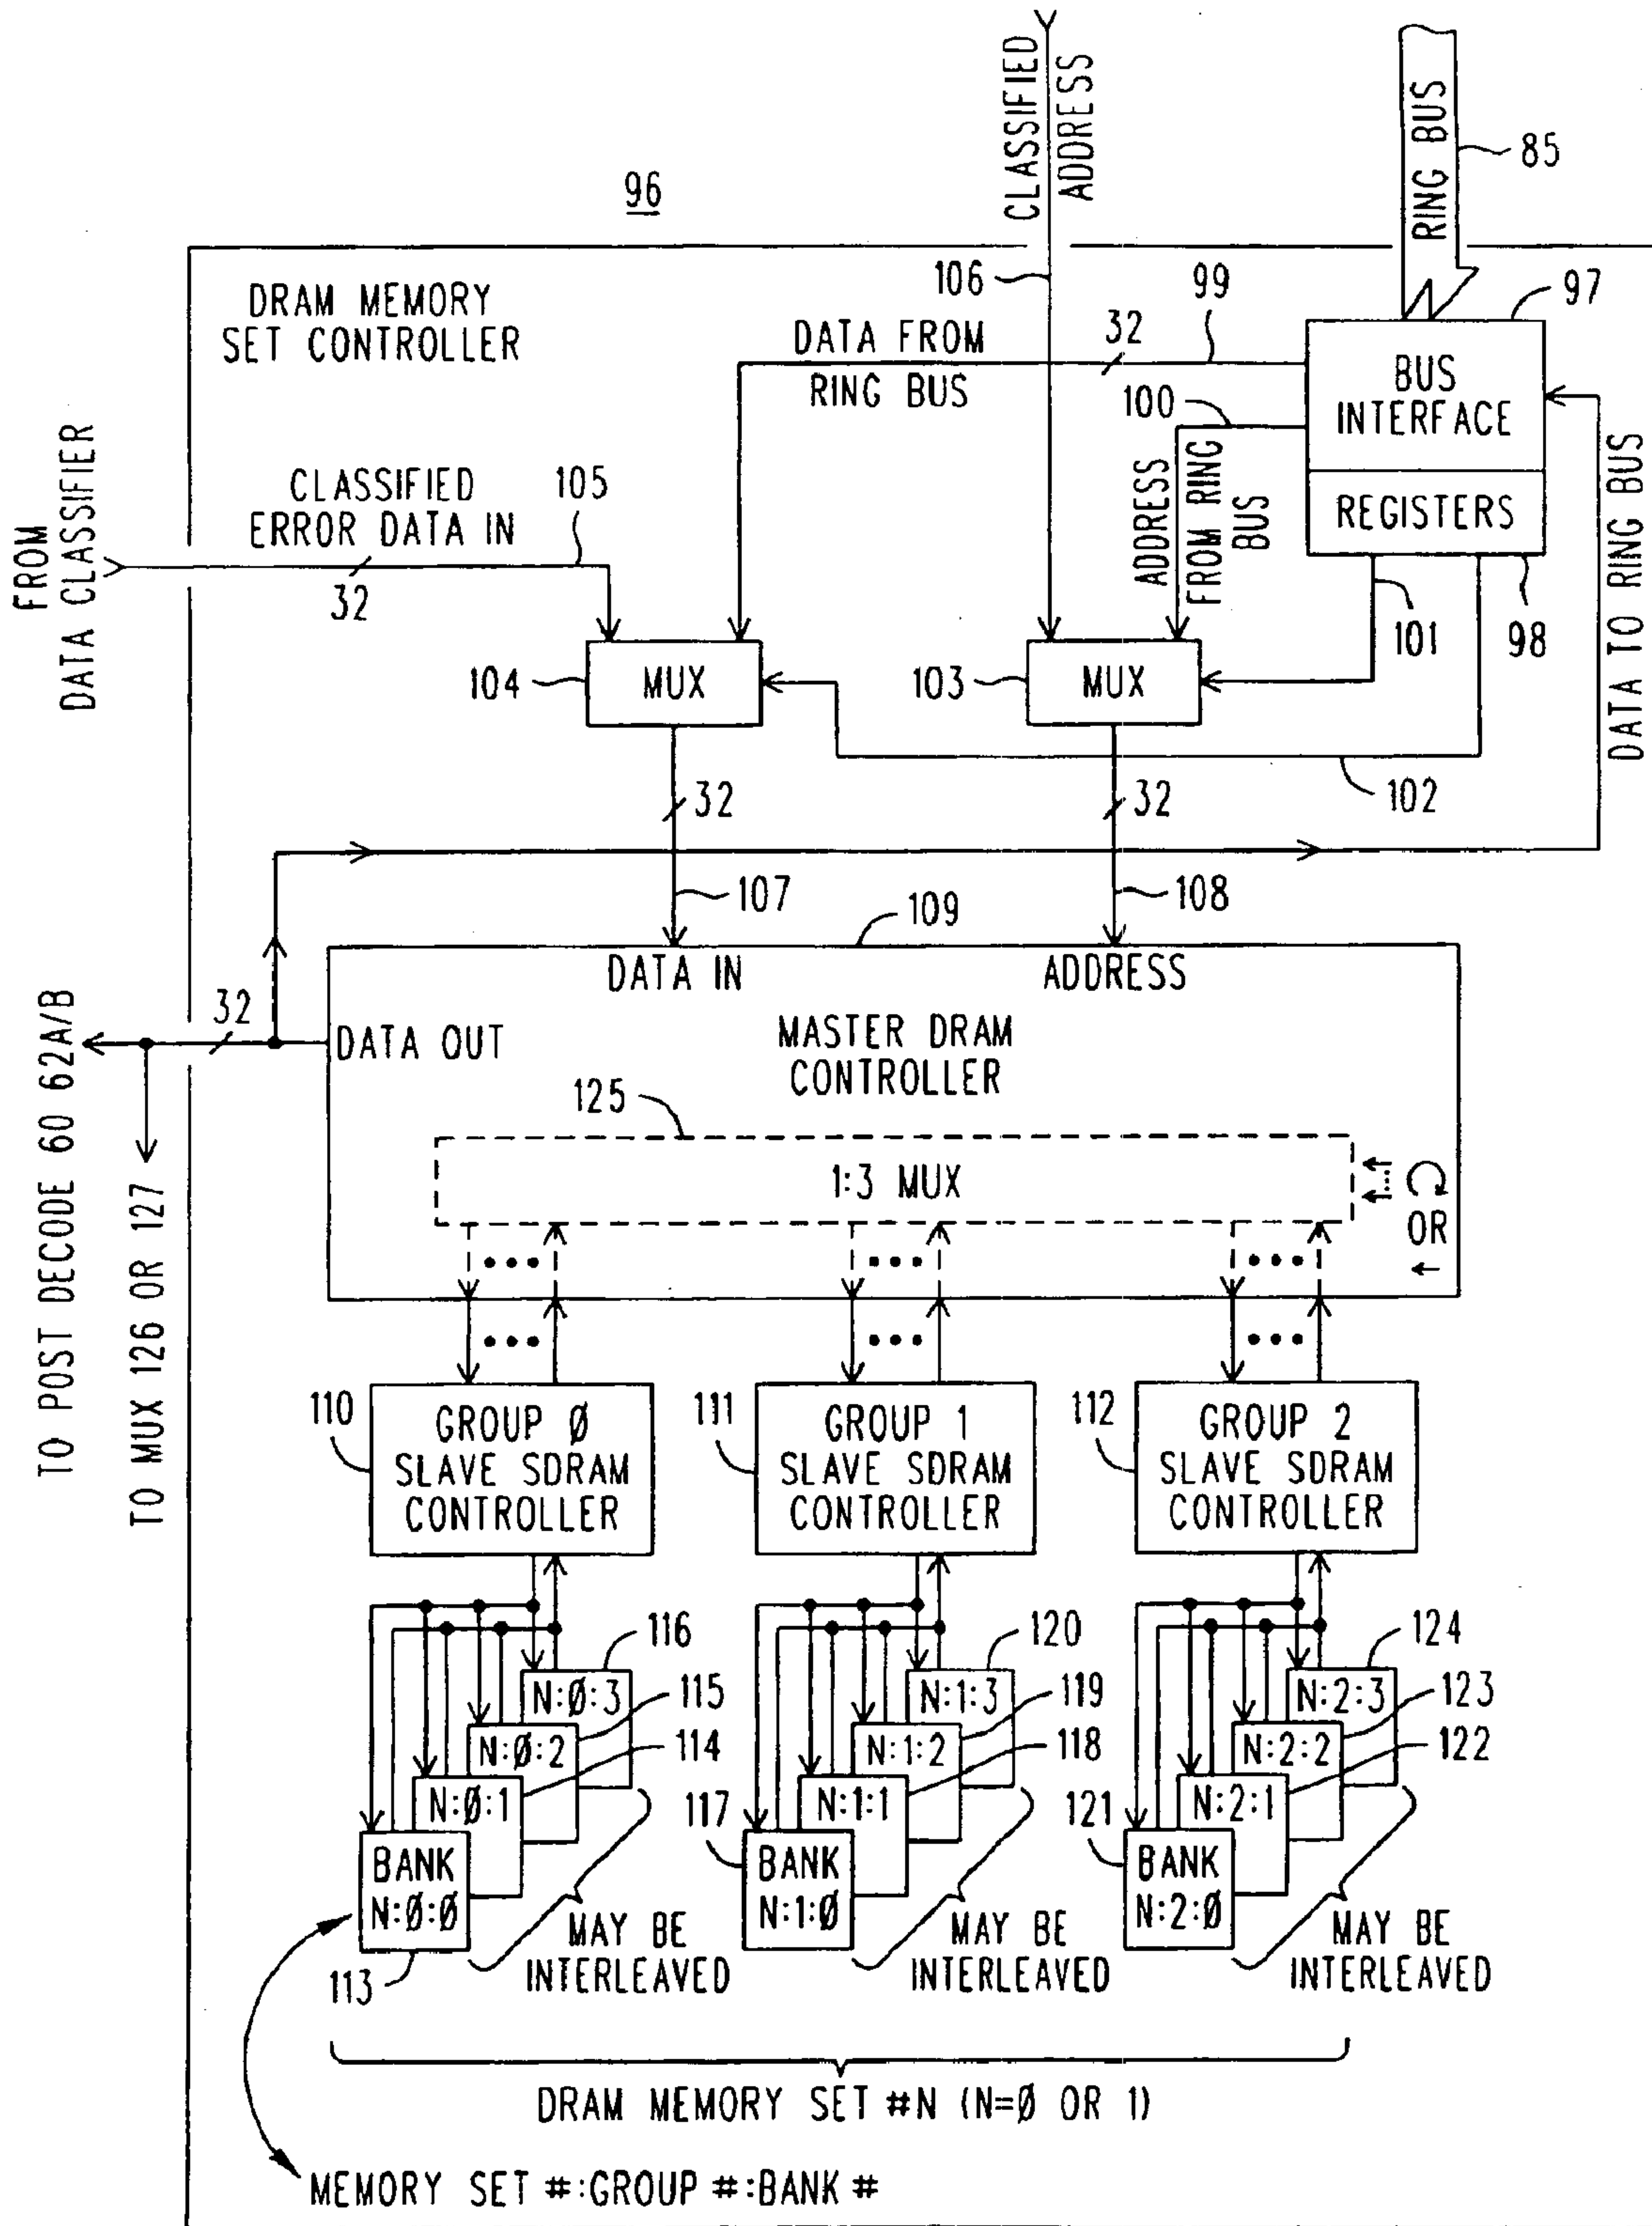 CLASSIFIED
ADDRESS
RING BUS
85
96
DRAM MEMORY
SET CONTROLLER
106
99
97
DATA FROM
RING BUS
32
100
BUS
INTERFACE
REGISTERS
ADDRESS
FROM RING
BUS
DATA TO RING BUS
FROM
DATA CLASSIFIER
CLASSIFIED
ERROR DATA IN
105
32
101
98
104
MUX
103
MUX
102
32
32
107
108
109
DATA IN
ADDRESS
32
DATA OUT
MASTER DRAM
CONTROLLER
TO POST DECODE 60 62A/B
TO MUX 126 OR 127
125
1:3 MUX
OR
110
GROUP Ø
SLAVE SDRAM
CONTROLLER
111
GROUP 1
SLAVE SDRAM
CONTROLLER
112
GROUP 2
SLAVE SDRAM
CONTROLLER
116
N:Ø:3
115
N:Ø:2
114
N:Ø:1
BANK
N:Ø:Ø
113
MAY BE
INTERLEAVED
120
N:1:3
119
N:1:2
118
N:1:1
117
BANK
N:1:Ø
MAY BE
INTERLEAVED
124
N:2:3
123
N:2:2
122
N:2:1
121
BANK
N:2:Ø
MAY BE
INTERLEAVED
DRAM MEMORY SET #N (N=Ø OR 1)
MEMORY SET #:GROUP #:BANK #